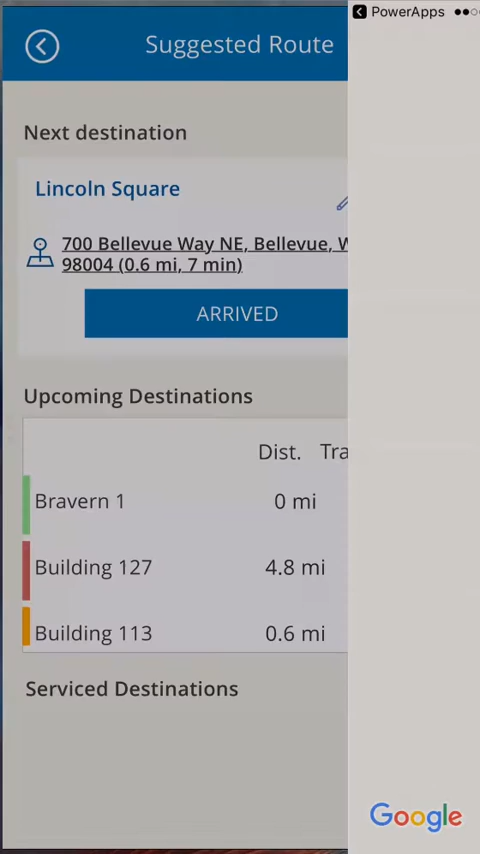 Suggested Route
PowerApps
Next destination
Lincoln Square
700 Bellevue Way NE, Bellevue,
98004 (0.6 mi, 7 min)
ARRIVED
Upcoming Destinations
Dist. Tra
Bravern 1 0 mi
Building 127 4.8 mi
Building 113 0.6 mi
Serviced Destinations
Google